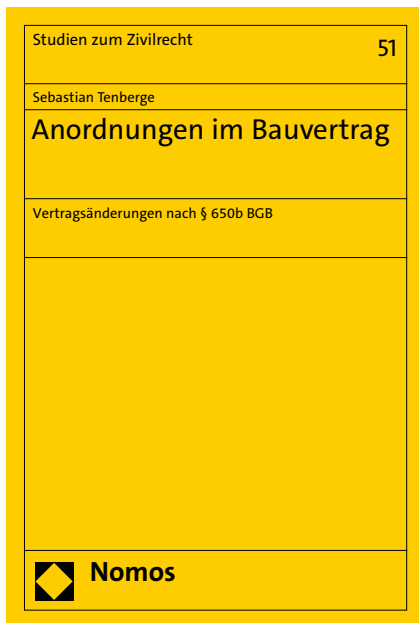 Studien zum Zivilrecht
51
Sebastian Tenberge
Anordnungen im Bauvertrag
Vertragsänderungen nach § 650b BGB
Nomos